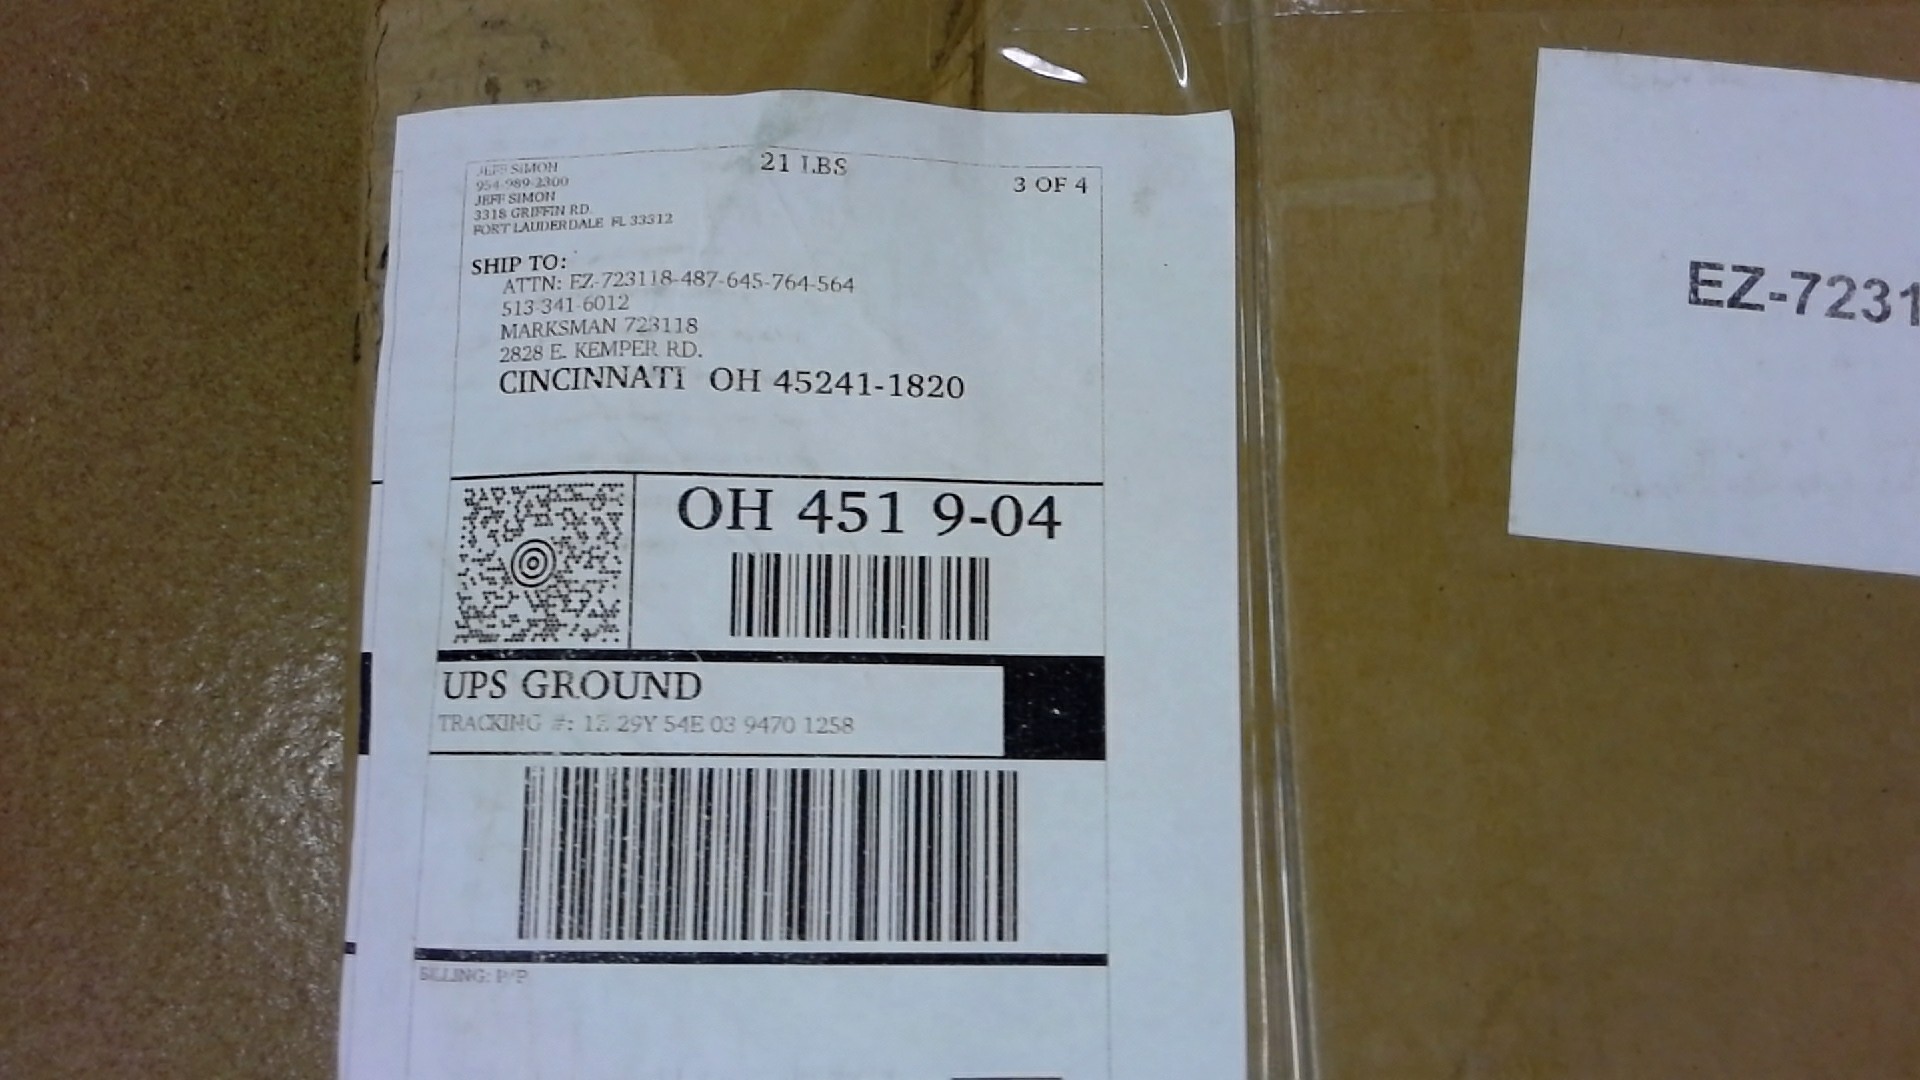 JEFF SIMON
954-989-2300
JEFF SIMON
3318 GRIFFIN RD.
FORT LAUDERDALE FL 33312
21 LBS
3 OF 4
SHIP TO:
ATTN: EZ-723118-487-645-764-564
513-341-6012
MARKSMAN 723118
2828 E. KEMPER RD.
CINCINNATI OH 45241-1820
OH 451 9-04
UPS GROUND
TRACKING #: 1Z 29Y 54E 03 9470 1258
BILLING: P/P
EZ-7231